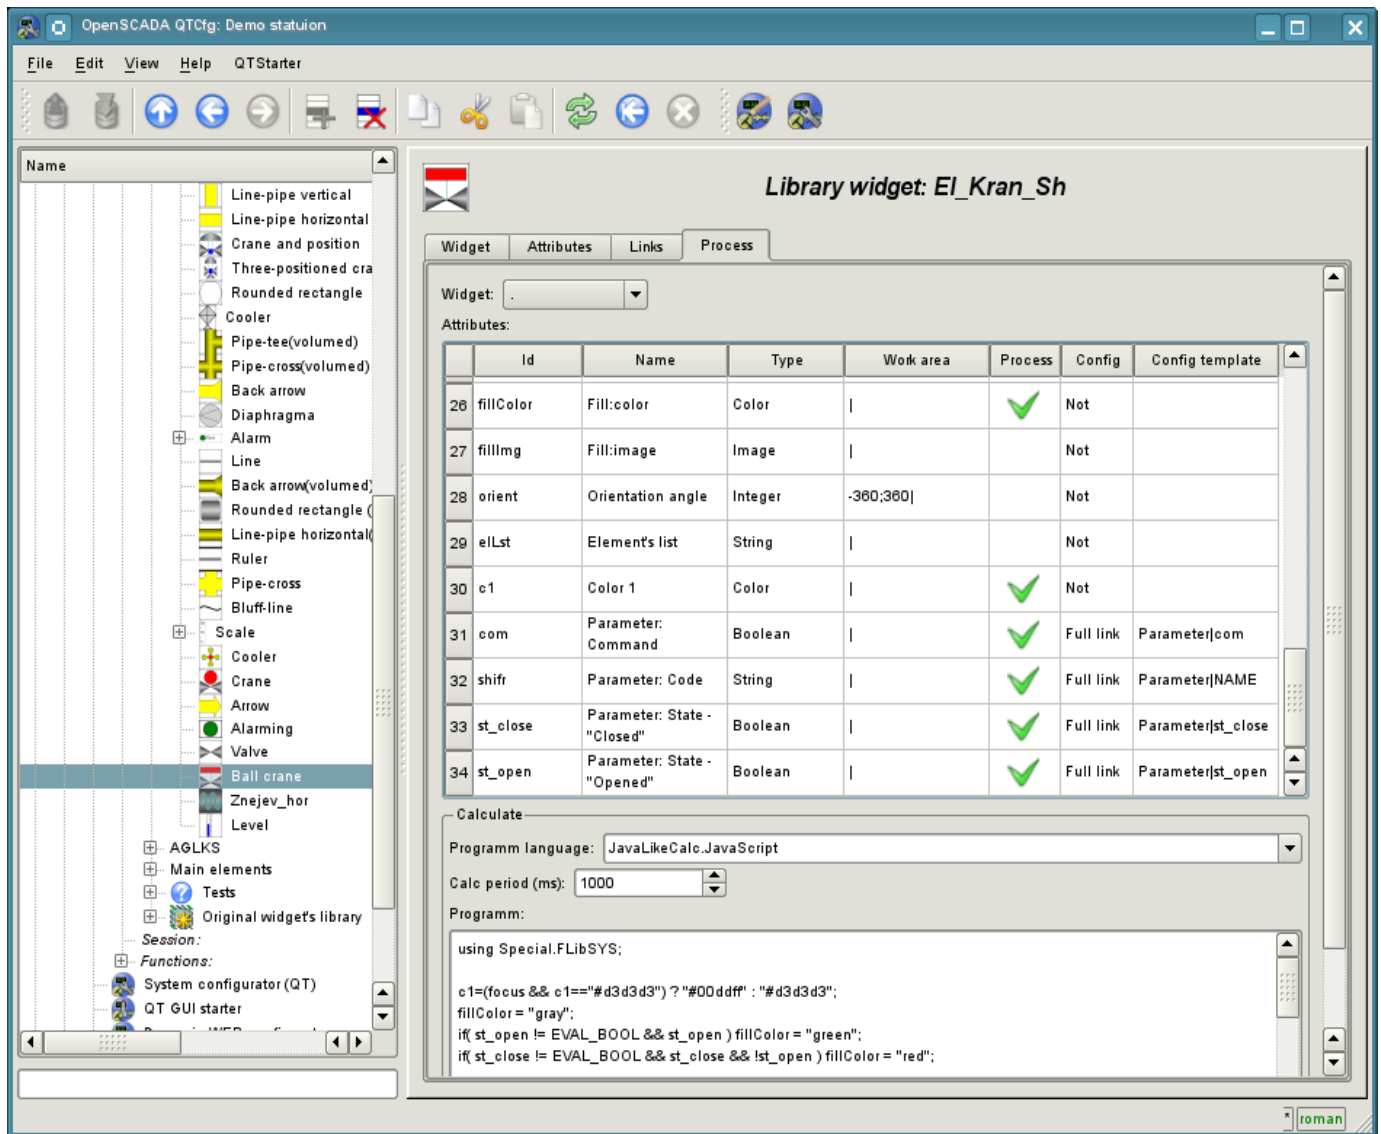 OpenSCADA QTCfg: Demo statuion
File Edit View Help QTStarter
Name
Line-pipe vertical
Line-pipe horizontal
Crane and position
Three-positioned cra
Rounded rectangle
Cooler
Pipe-tee(volumed)
Pipe-cross(volumed)
Back arrow
Diaphragma
Alarm
Line
Back arrow(volumed)
Rounded rectangle (
Line-pipe horizontal(
Ruler
Pipe-cross
Bluff-line
Scale
Cooler
Crane
Arrow
Alarming
Valve
Ball crane
Znejev_hor
Level
AGLKS
Main elements
Tests
Original widget's library
Session:
Functions:
System configurator (QT)
QT GUI starter
Library widget: El_Kran_Sh
Widget Attributes Links Process
Widget: .
Attributes:
Id Name Type Work area Process Config Config template
26 fillColor Fill:color Color | Not
27 fillImg Fill:image Image | Not
28 orient Orientation angle Integer -360;360| Not
29 elLst Element's list String | Not
30 c1 Color 1 Color | Not
31 com Parameter: Command Boolean | Full link Parameter|com
32 shifr Parameter: Code String | Full link Parameter|NAME
33 st_close Parameter: State - "Closed" Boolean | Full link Parameter|st_close
34 st_open Parameter: State - "Opened" Boolean | Full link Parameter|st_open
Calculate
Programm language: JavaLikeCalc.JavaScript
Calc period (ms): 1000
Programm:
using Special.FLibSYS;
c1=(focus && c1=="#d3d3d3") ? "#00ddff" : "#d3d3d3";
fillColor = "gray";
if( st_open != EVAL_BOOL && st_open ) fillColor = "green";
if( st_close != EVAL_BOOL && st_close && !st_open ) fillColor = "red";
* roman